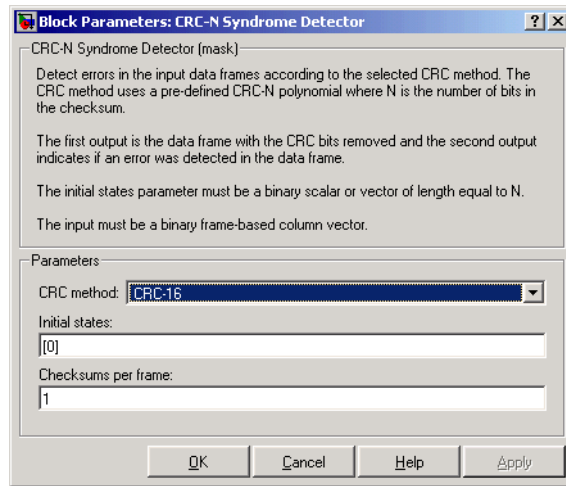 Block Parameters: CRC-N Syndrome Detector
CRC-N Syndrome Detector (mask)
Detect errors in the input data frames according to the selected CRC method. The
CRC method uses a pre-defined CRC-N polynomial where N is the number of bits in
the checksum.
The first output is the data frame with the CRC bits removed and the second output
indicates if an error was detected in the data frame.
The initial states parameter must be a binary scalar or vector of length equal to N.
The input must be a binary frame-based column vector.
Parameters
CRC method: CRC-16
Initial states:
[0]
Checksums per frame:
1
OK Cancel Help Apply